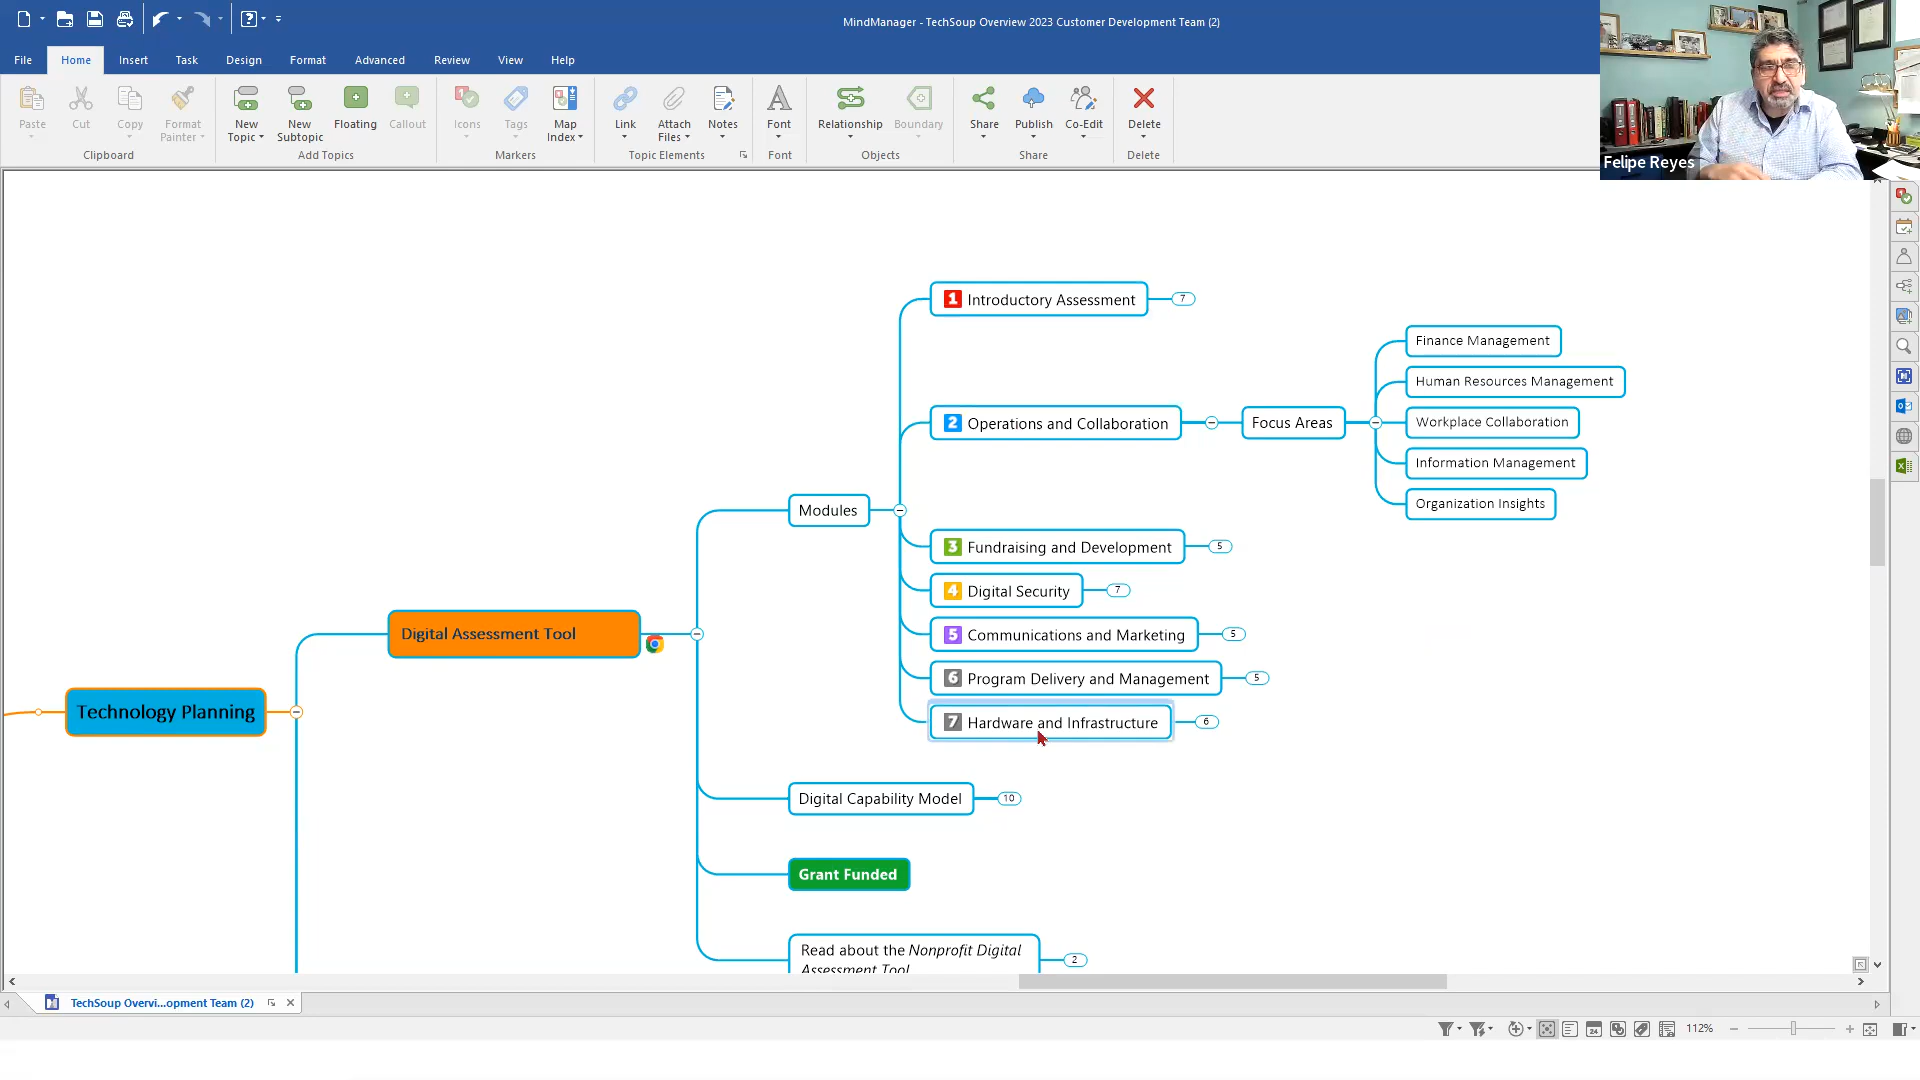 MindManager - TechSoup Overview 2023 Customer Development Team (2)
File Home Insert Task Design Format Advanced Review View Help
Paste Cut Copy Format Painter New Topic New Subtopic Floating Callout Icons Tags Map Index Link Attach Files Notes Font Relationship Boundary Share Publish Co-Edit Delete
Clipboard Add Topics Markers Topic Elements Font Objects Share Delete
Felipe Reyes
1 Introductory Assessment 7
Finance Management
Human Resources Management
2 Operations and Collaboration Focus Areas Workplace Collaboration
Information Management
Organization Insights
Modules
3 Fundraising and Development 5
4 Digital Security 7
Digital Assessment Tool
5 Communications and Marketing 5
6 Program Delivery and Management 5
Technology Planning
7 Hardware and Infrastructure 6
Digital Capability Model 10
Grant Funded
Read about the Nonprofit Digital
Assessment Tool 2
TechSoup Overvi...opment Team (2)
112%